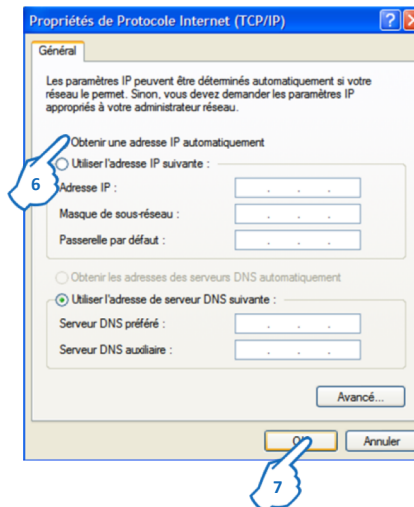 Propriétés de Protocole Internet (TCP/IP)
Général
Les paramètres IP peuvent être déterminés automatiquement si votre
réseau le permet. Sinon, vous devez demander les paramètres IP
appropriés à votre administrateur réseau.
Obtenir une adresse IP automatiquement
Utiliser l'adresse IP suivante :
6
Adresse IP :
Masque de sous-réseau :
Passerelle par défaut :
Obtenir les adresses des serveurs DNS automatiquement
Utiliser l'adresse de serveur DNS suivante :
Serveur DNS préféré :
Serveur DNS auxiliaire :
Avancé...
Annuler
7